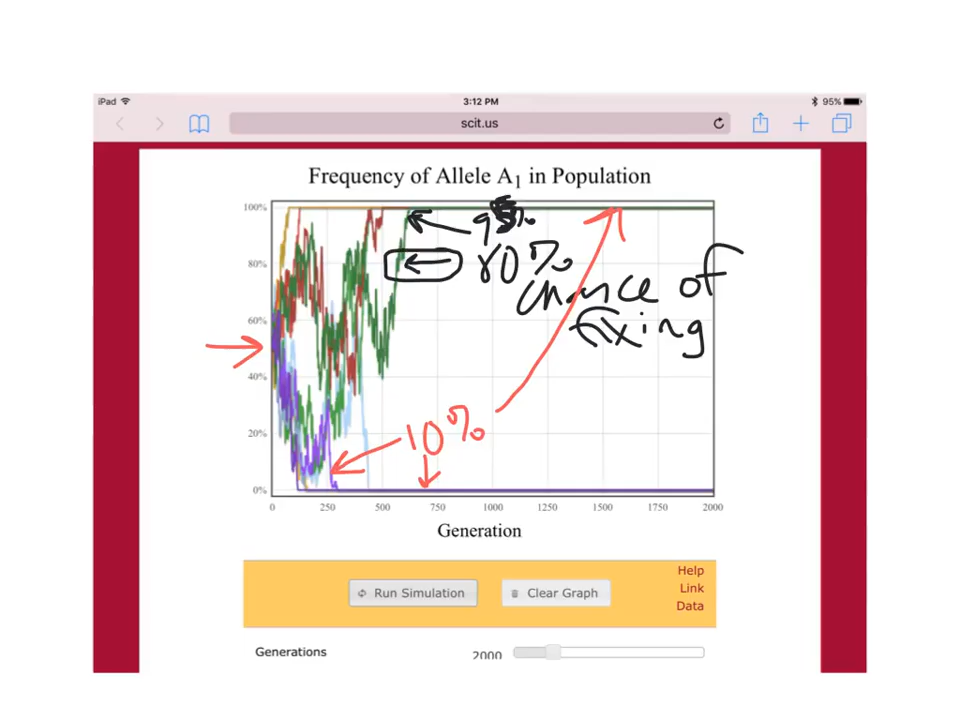 iPad
3:12 PM
95%
scit.us
Frequency of Allele A1 in Population
100%
80%
60%
40%
20%
0%
80%
chance of
fixing
10%
0 250 500 750 1000 1250 1500 1750 2000
Generation
Run Simulation
Clear Graph
Help
Link
Data
Generations 2000